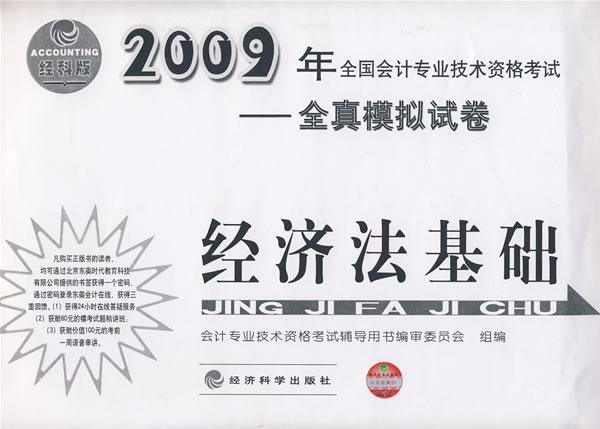 ACCOUNTING
经科版
2009年全国会计专业技术资格考试
——全真模拟试卷
凡购买正版书的读者，
均可通过北京东奥时代教育科技
有限公司提供的书签获得一个密码，
通过密码登录东奥会计在线，获得三
重回馈，(1) 获得24小时在线答疑服务；
(2) 获赠80元的模考试题精讲班；
(3) 获赠价值100元的考前
一周语音串讲。
经济法基础
JING JI FA JI CHU
会计专业技术资格考试辅导用书编审委员会 组编
经济科学出版社